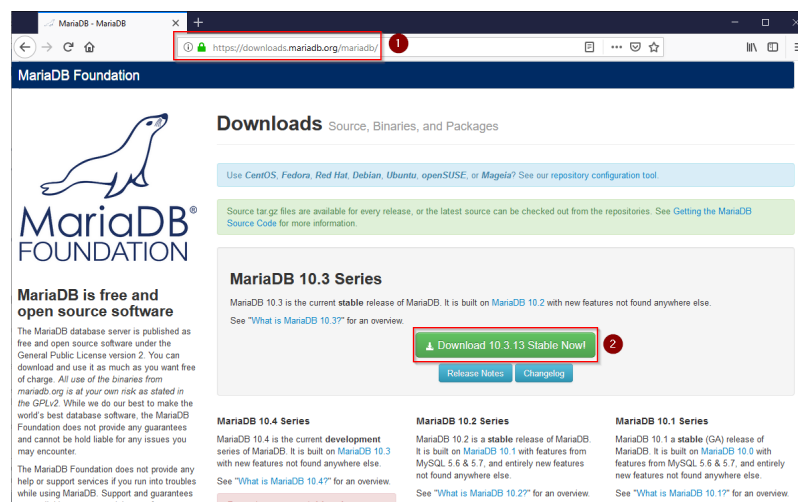 MariaDB - MariaDB
https://downloads.mariadb.org/mariadb/
1
MariaDB Foundation
MariaDB®
FOUNDATION
MariaDB is free and
open source software
The MariaDB database server is published as
free and open source software under the
General Public License version 2. You can
download and use it as much as you want free
of charge. All use of the binaries from
mariadb.org is at your own risk as stated in
the GPLv2. While we do our best to make the
world's best database software, the MariaDB
Foundation does not provide any guarantees
and cannot be hold liable for any issues you
may encounter.
The MariaDB Foundation does not provide any
help or support services if you run into troubles
while using MariaDB. Support and guarantees
Downloads Source, Binaries, and Packages
Use CentOS, Fedora, Red Hat, Debian, Ubuntu, openSUSE, or Mageia? See our repository configuration tool.
Source tar.gz files are available for every release, or the latest source can be checked out from the repositories. See Getting the MariaDB
Source Code for more information.
MariaDB 10.3 Series
MariaDB 10.3 is the current stable release of MariaDB. It is built on MariaDB 10.2 with new features not found anywhere else.
See "What is MariaDB 10.3?" for an overview.
Download 10.3.13 Stable Now!
2
Release Notes
Changelog
MariaDB 10.4 Series
MariaDB 10.4 is the current development
series of MariaDB. It is built on MariaDB 10.3
with new features not found anywhere else.
See "What is MariaDB 10.4?" for an overview.
MariaDB 10.2 Series
MariaDB 10.2 is a stable release of MariaDB.
It is built on MariaDB 10.1 with features from
MySQL 5.6 & 5.7, and entirely new features
not found anywhere else.
See "What is MariaDB 10.2?" for an overview.
MariaDB 10.1 Series
MariaDB 10.1 a stable (GA) release of
MariaDB. It is built on MariaDB 10.0 with
features from MySQL 5.6 & 5.7, and entirely
new features not found anywhere else.
See "What is MariaDB 10.1?" for an overview.